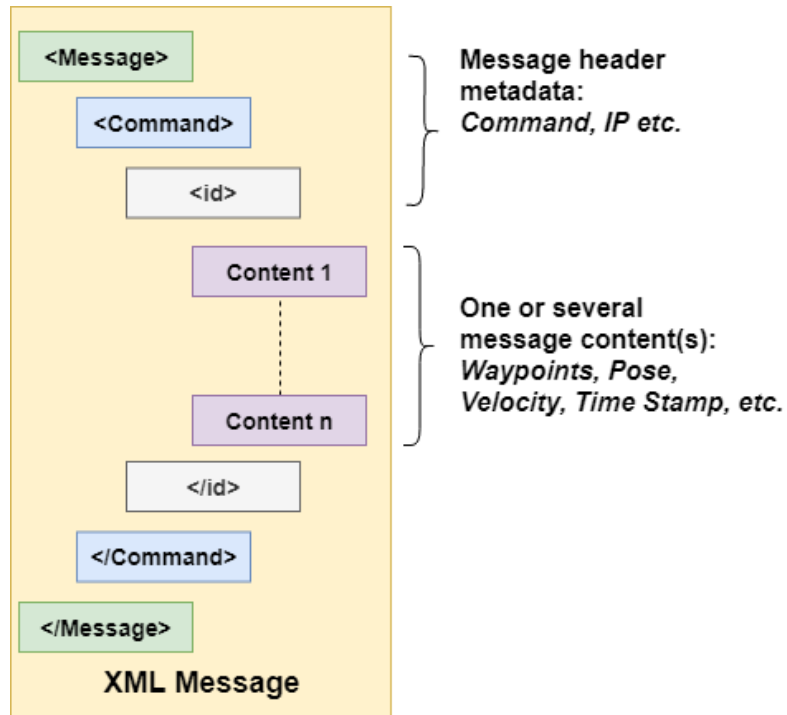 <Message>
<Command>
<id>
Content 1
Content n
</id>
</Command>
</Message>
XML Message
Message header
metadata:
Command, IP etc.
One or several
message content(s):
Waypoints, Pose,
Velocity, Time Stamp, etc.